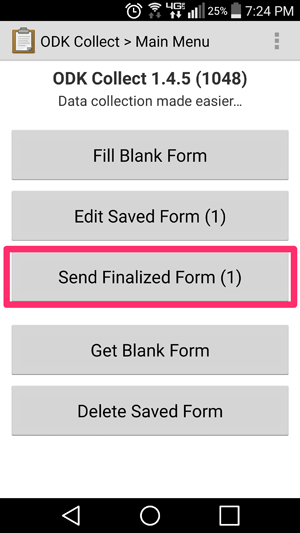 4G 25% 7:24 PM
ODK Collect > Main Menu
ODK Collect 1.4.5 (1048)
Data collection made easier...
Fill Blank Form
Edit Saved Form (1)
Send Finalized Form (1)
Get Blank Form
Delete Saved Form